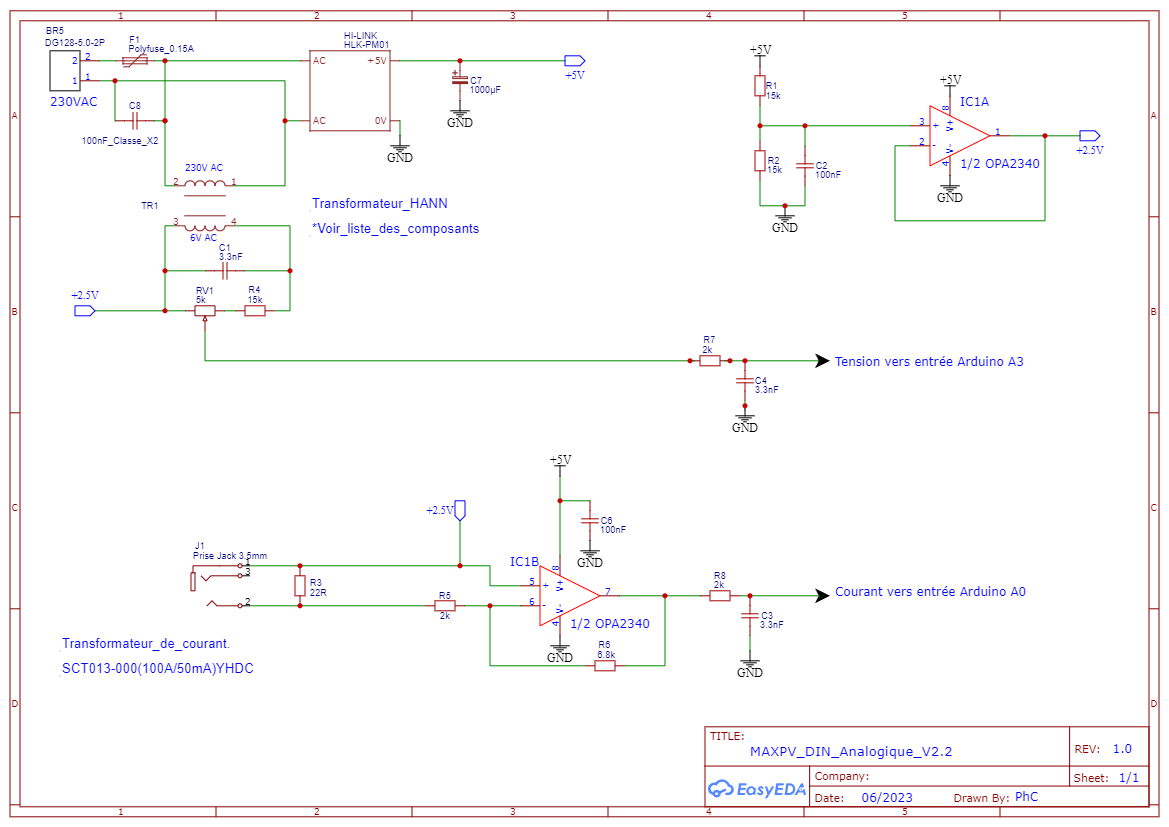 1 2 3 4 5
A
B
C
D
A
B
C
D
1 2 3 4 5
BR5
DG128-5.0-2P
2 2
1 1
230VAC
F1
Polyfuse_0.15A
C8
100nF_Classe_X2
HI-LINK
HLK-PM01
AC +5V
AC 0V
GND
C7
1000µF
+
GND
+5V
230V AC
2 1
TR1
3 4
6V AC
Transformateur_HANN
*Voir_liste_des_composants
C1
3.3nF
RV1
5k
R4
15k
+2.5V
+5V
R1
15k
R2
15k
C2
100nF
GND
+5V
IC1A
3 + V+ 8
2 - V- 4
1
1/2 OPA2340
GND
+2.5V
R7
2k
C4
3.3nF
GND
Tension vers entrée Arduino A3
+5V
C6
100nF
GND
+2.5V
J1
Prise Jack 3.5mm
1
3
2
R3
22R
R5
2k
IC1B
5 + V+ 8
6 - V- 4
7
1/2 OPA2340
GND
R6
6.8k
R8
2k
C3
3.3nF
GND
Courant vers entrée Arduino A0
Transformateur_de_courant.
SCT013-000(100A/50mA)YHDC
TITLE:
MAXPV_DIN_Analogique_V2.2
REV: 1.0
EasyEDA
Company:
Sheet: 1/1
Date: 06/2023 Drawn By: PhC